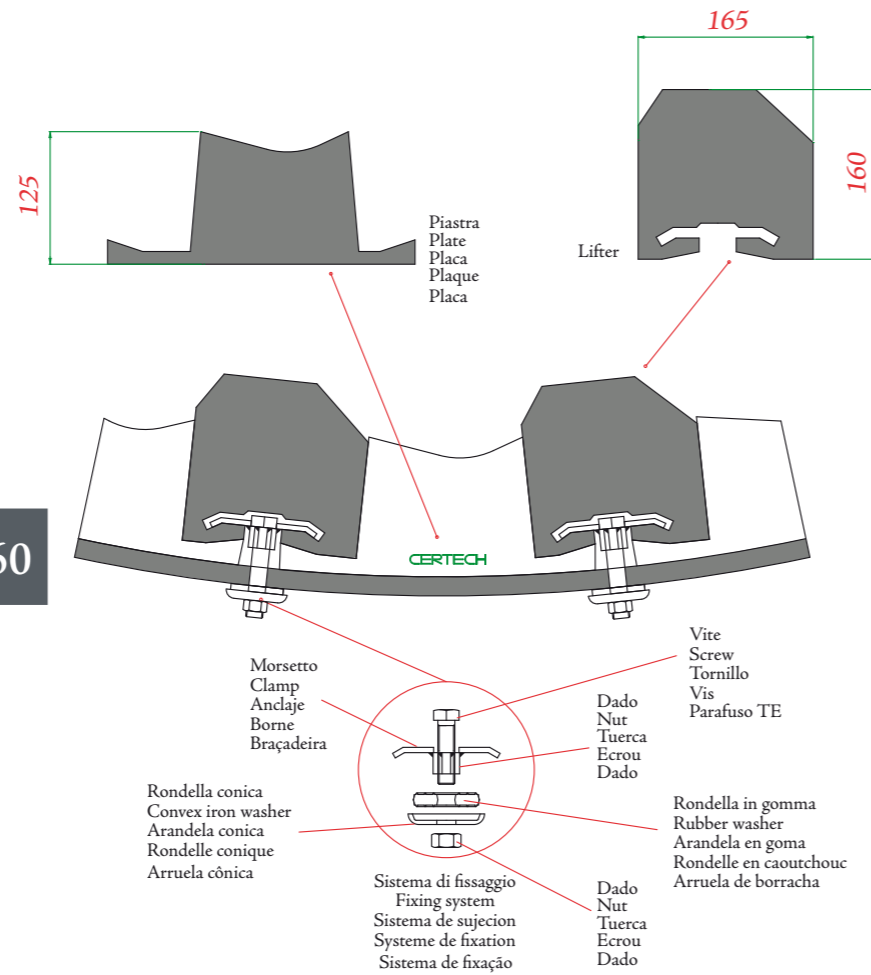 165
125
160
Piastra
Plate
Placa
Plaque
Placa
Lifter
60
CERTECH
Morsetto
Clamp
Anclaje
Borne
Braçadeira
Vite
Screw
Tornillo
Vis
Parafuso TE
Dado
Nut
Tuerca
Ecrou
Dado
Rondella conica
Convex iron washer
Arandela conica
Rondelle conique
Arruela cônica
Rondella in gomma
Rubber washer
Arandela en goma
Rondelle en caoutchouc
Arruela de borracha
Sistema di fissaggio
Fixing system
Sistema de sujecion
Systeme de fixation
Sistema de fixação
Dado
Nut
Tuerca
Ecrou
Dado